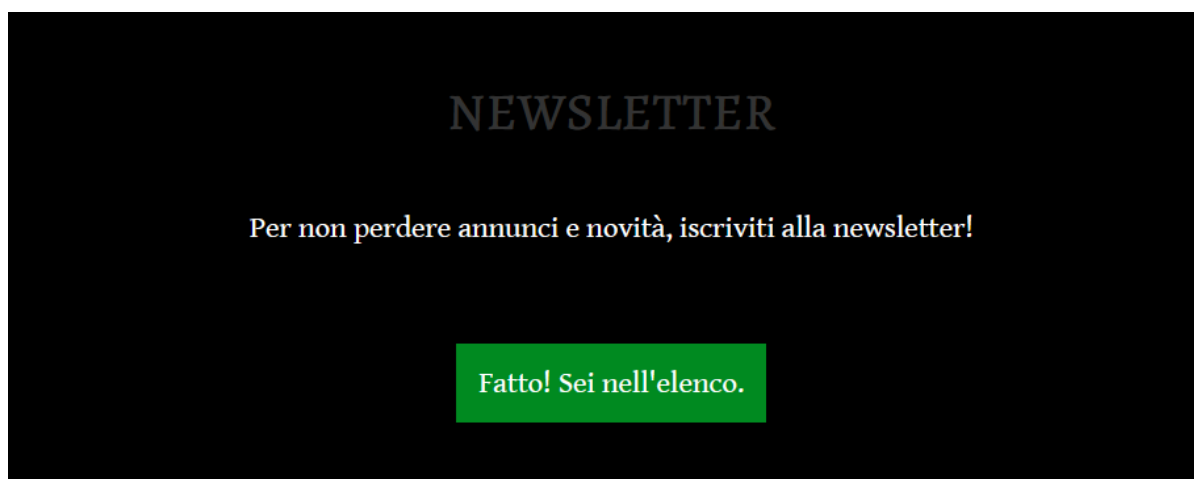 NEWSLETTER
Per non perdere annunci e novità, iscriviti alla newsletter!
Fatto! Sei nell'elenco.